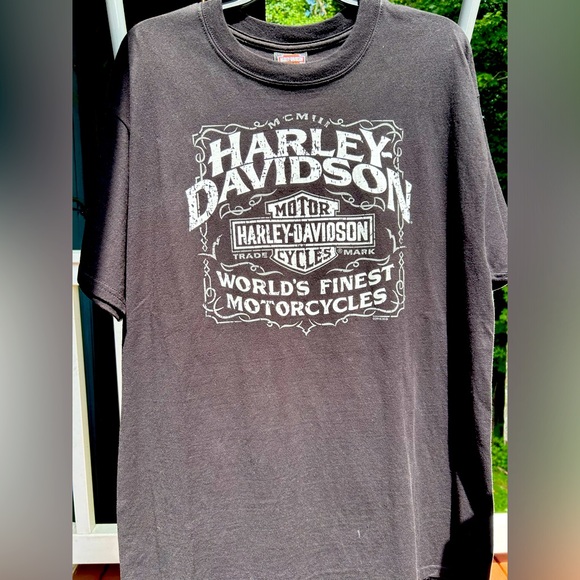 MCMIII
HARLEY-
DAVIDSON
MOTOR
HARLEY-DAVIDSON
CYCLES
TRADE MARK
WORLD'S FINEST
MOTORCYCLES